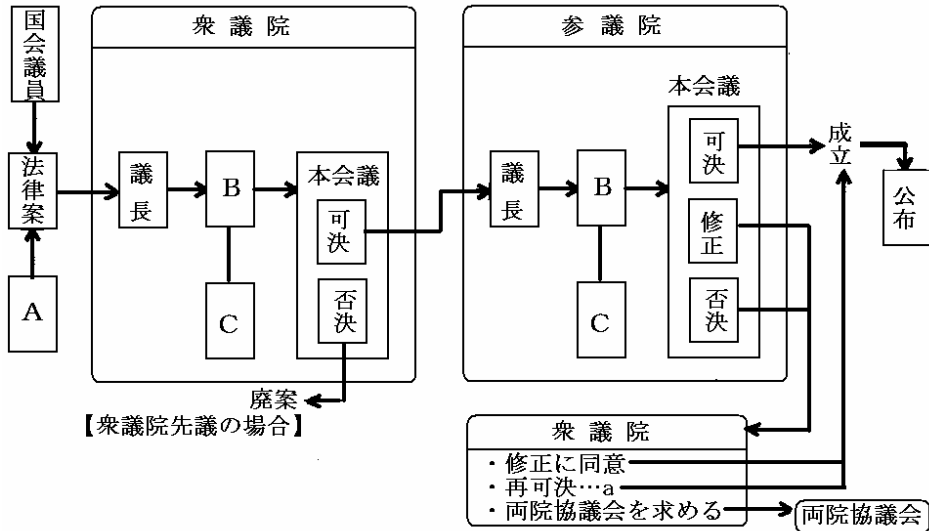 国会議員
法律案
A
衆議院
議長
B
C
本会議
可決
否決
廃案
【衆議院先議の場合】
参議院
議長
B
C
本会議
可決
修正
否決
成立
公布
衆議院
・修正に同意
・再可決…a
・両院協議会を求める
両院協議会